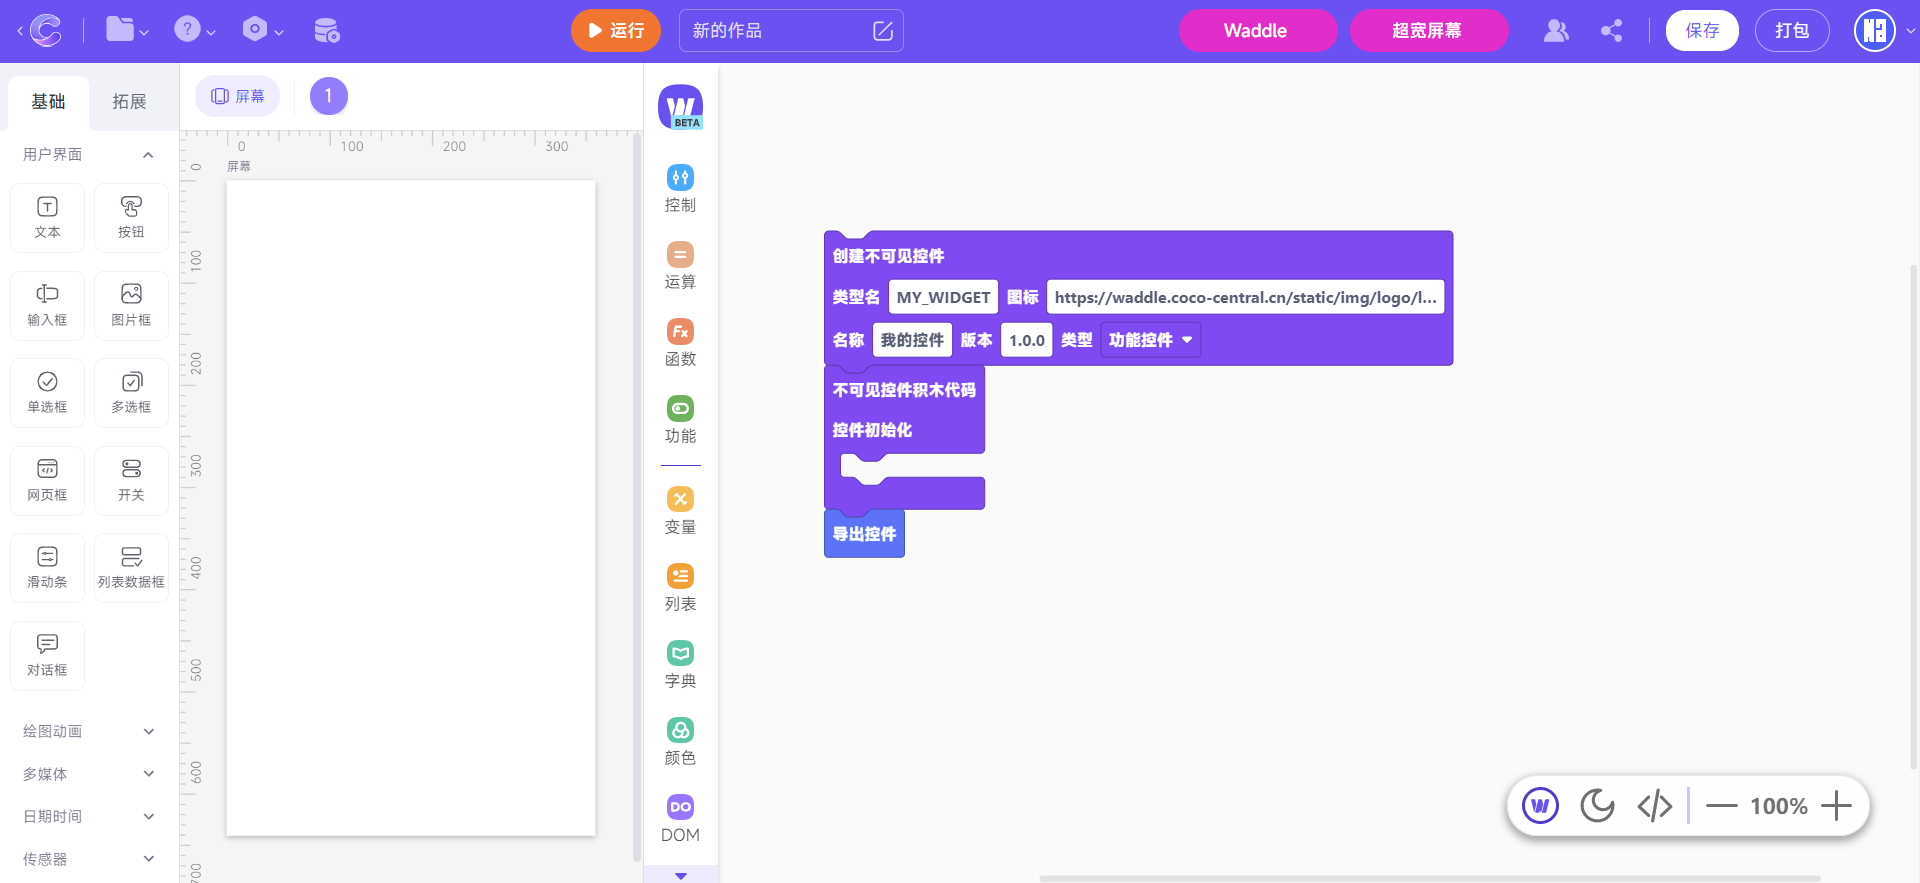 运行
新的作品
Waddle
超宽屏幕
保存
打包
基础
拓展
用户界面
文本
按钮
输入框
图片框
单选框
多选框
网页框
开关
滑动条
列表数据框
对话框
绘图动画
多媒体
日期时间
传感器
屏幕
1
0
100
200
300
屏幕
0
100
200
300
400
500
600
700
BETA
控制
运算
Fx
函数
功能
变量
列表
字典
颜色
DO
DOM
创建不可见控件
类型名 MY_WIDGET 图标 https://waddle.coco-central.cn/static/img/logo/l...
名称 我的控件 版本 1.0.0 类型 功能控件
不可见控件积木代码
控件初始化
导出控件
100%